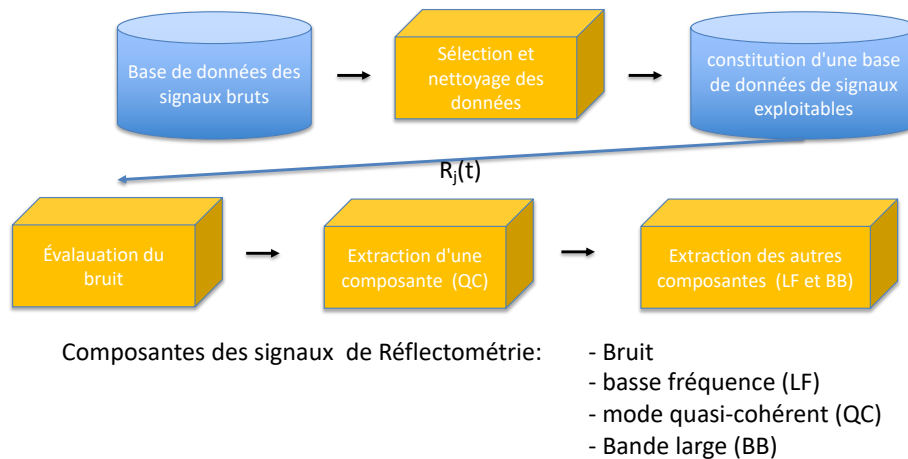 Base de données des
signaux bruts
Sélection et
nettoyage des
données
constitution d'une base
de données de signaux
exploitables
Rj(t)
Évalauation du
bruit
Extraction d'une
composante (QC)
Extraction des autres
composantes (LF et BB)
Composantes des signaux de Réflectométrie:
- Bruit
- basse fréquence (LF)
- mode quasi-cohérent (QC)
- Bande large (BB)